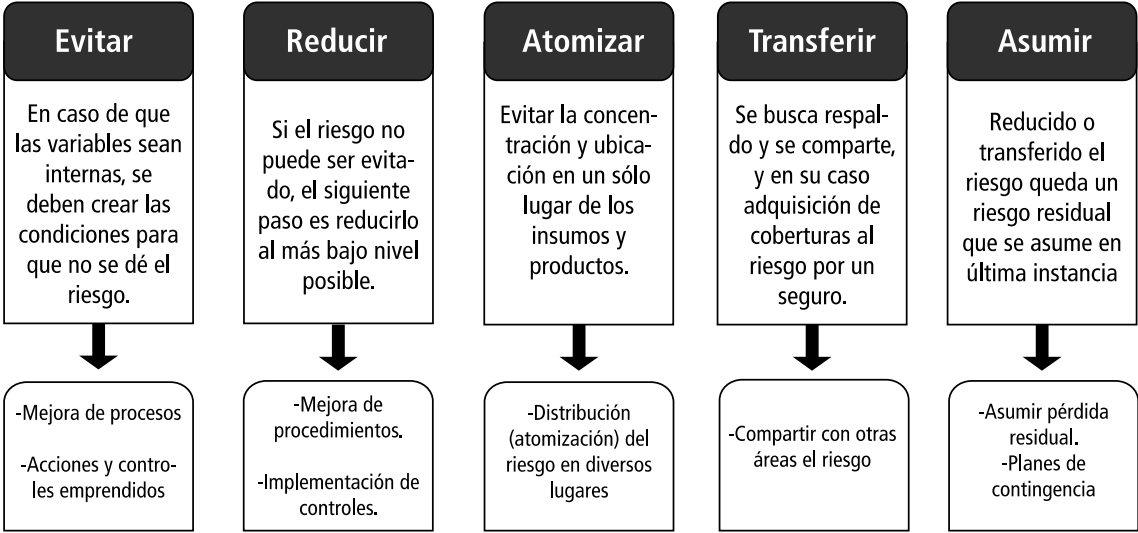 Evitar
En caso de que
las variables sean
internas, se
deben crear las
condiciones para
que no se dé el
riesgo.
-Mejora de procesos
-Acciones y contro-
les emprendidos
Reducir
Si el riesgo no
puede ser evita-
do, el siguiente
paso es reducirlo
al más bajo nivel
posible.
-Mejora de
procedimientos.
-Implementación de
controles.
Atomizar
Evitar la concen-
tración y ubica-
ción en un sólo
lugar de los
insumos y
productos.
-Distribución
(atomización) del
riesgo en diversos
lugares
Transferir
Se busca respal-
do y se comparte,
y en su caso
adquisición de
coberturas al
riesgo por un
seguro.
-Compartir con otras
áreas el riesgo
Asumir
Reducido o
transferido el
riesgo queda un
riesgo residual
que se asume en
última instancia
-Asumir pérdida
residual.
-Planes de
contingencia